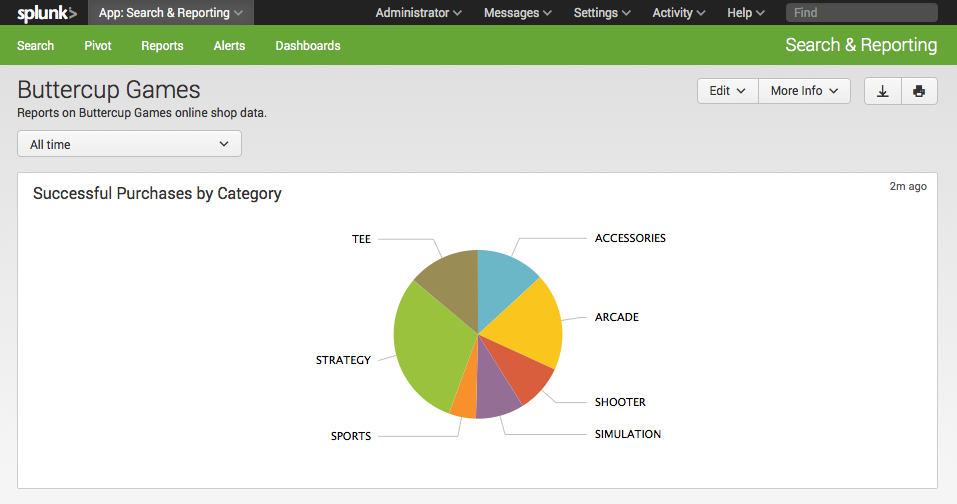 splunk> App: Search & Reporting Administrator Messages Settings Activity Help Find
Search Pivot Reports Alerts Dashboards Search & Reporting
Buttercup Games Edit More Info
Reports on Buttercup Games online shop data.
All time
Successful Purchases by Category 2m ago
TEE ACCESSORIES
ARCADE
STRATEGY
SHOOTER
SPORTS SIMULATION